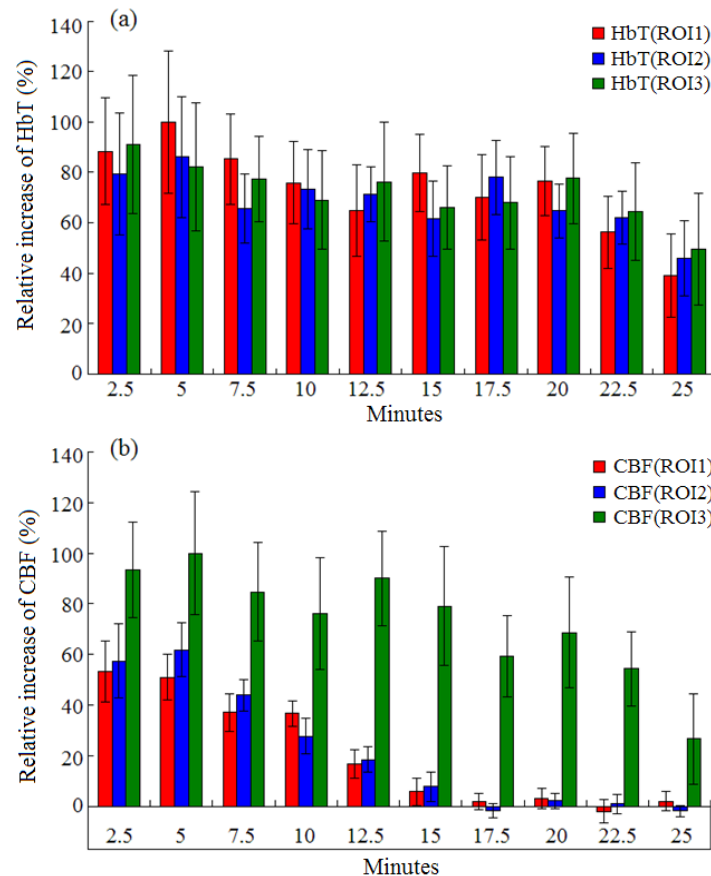 (a)
HbT(ROI1)
HbT(ROI2)
HbT(ROI3)
Relative increase of HbT (%)
140
120
100
80
60
40
20
0
2.5 5 7.5 10 12.5 15 17.5 20 22.5 25
Minutes
(b)
CBF(ROI1)
CBF(ROI2)
CBF(ROI3)
Relative increase of CBF (%)
140
120
100
80
60
40
20
0
2.5 5 7.5 10 12.5 15 17.5 20 22.5 25
Minutes